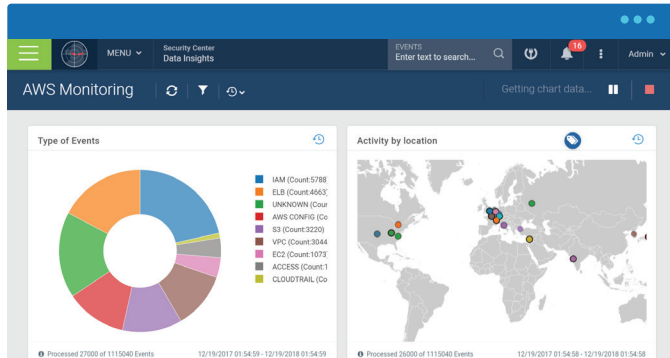 MENU
Security Center
Data Insights
EVENTS
Enter text to search...
16
Admin
AWS Monitoring
Getting chart data...
Type of Events
IAM (Count:5788
ELB (Count:4663)
UNKNOWN (Cour
AWS CONFIG (Co
S3 (Count:3220)
VPC (Count:3044
EC2 (Count:1073)
ACCESS (Count:1
CLOUDTRAIL (Co
Processed 27000 of 1115040 Events
12/19/2017 01:54:59 - 12/19/2018 01:54:59
Activity by location
Processed 26000 of 1115040 Events
12/19/2017 01:54:58 - 12/19/2018 01:54:58